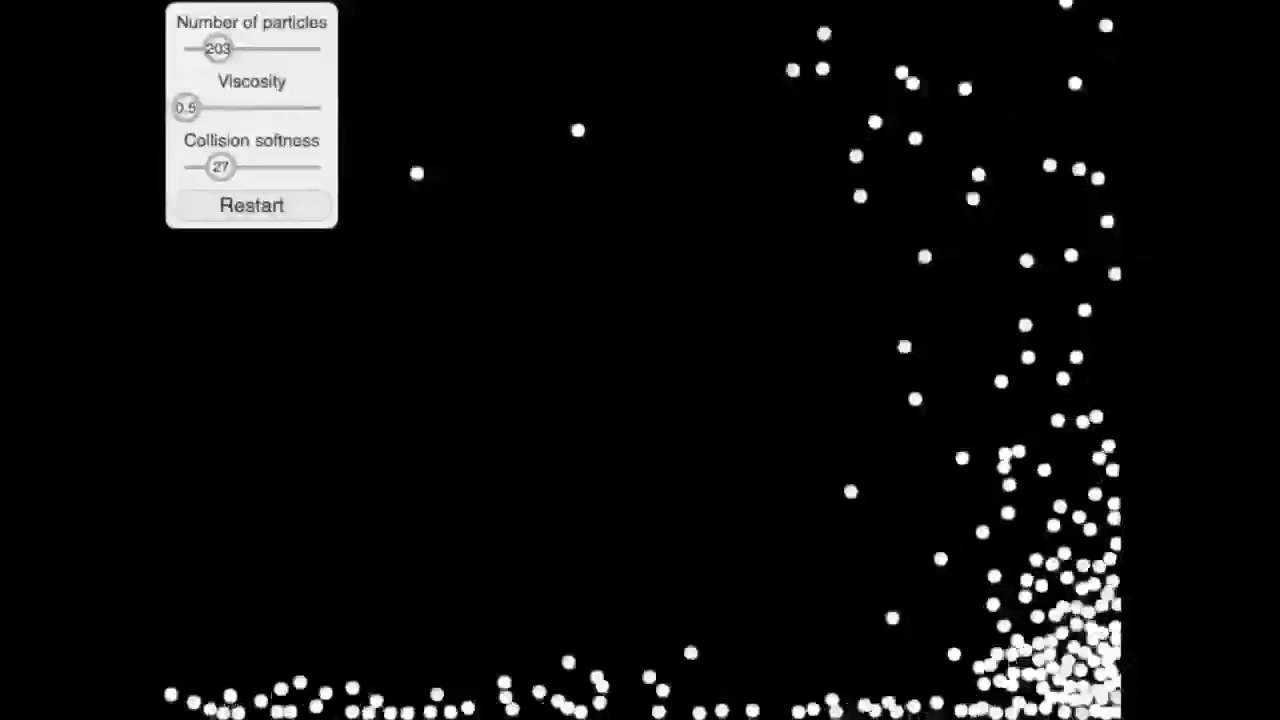 Number of particles
203
Viscosity
0.5
Collision softness
27
Restart